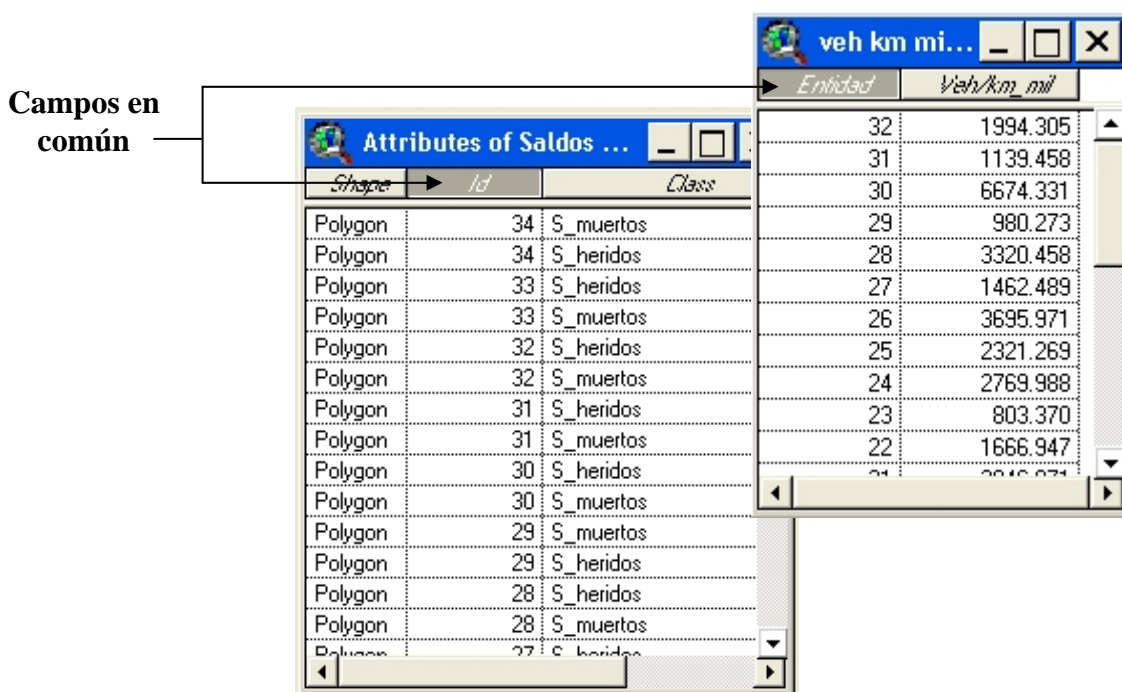 Campos en
común
veh km mi...
Entidad Veh/km_mil
32 1994.305
31 1139.458
30 6674.331
29 980.273
28 3320.458
27 1462.489
26 3695.971
25 2321.269
24 2769.988
23 803.370
22 1666.947
Attributes of Saldos ...
Shape Id Class
Polygon 34 S_muertos
Polygon 34 S_heridos
Polygon 33 S_heridos
Polygon 33 S_muertos
Polygon 32 S_heridos
Polygon 32 S_muertos
Polygon 31 S_heridos
Polygon 31 S_muertos
Polygon 30 S_heridos
Polygon 30 S_muertos
Polygon 29 S_muertos
Polygon 29 S_heridos
Polygon 28 S_heridos
Polygon 28 S_muertos
Polygon 27 S_heridos